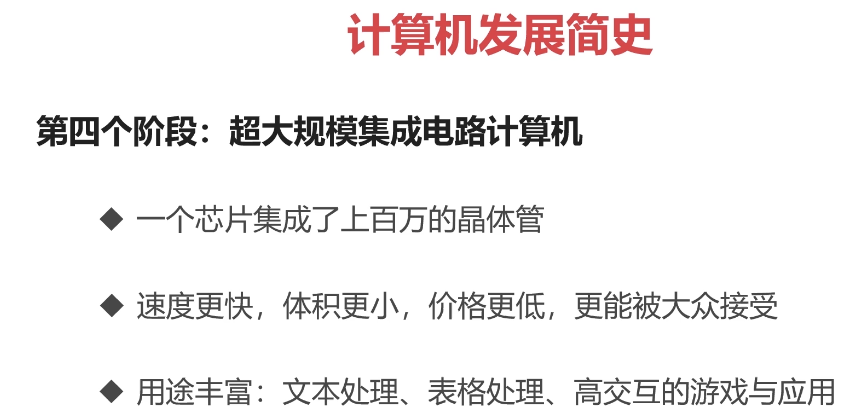 计算机发展简史
第四个阶段：超大规模集成电路计算机
◆ 一个芯片集成了上百万的晶体管
◆ 速度更快，体积更小，价格更低，更能被大众接受
◆ 用途丰富：文本处理、表格处理、高交互的游戏与应用